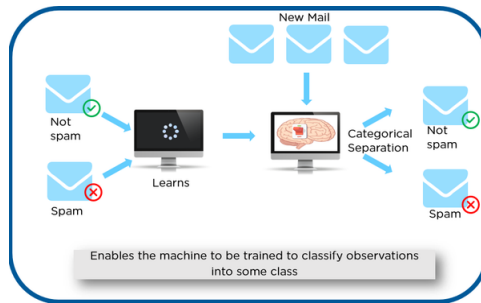 New Mail
Not
spam
Learns
Spam
Categorical
Separation
Not
spam
Spam
Enables the machine to be trained to classify observations
into some class